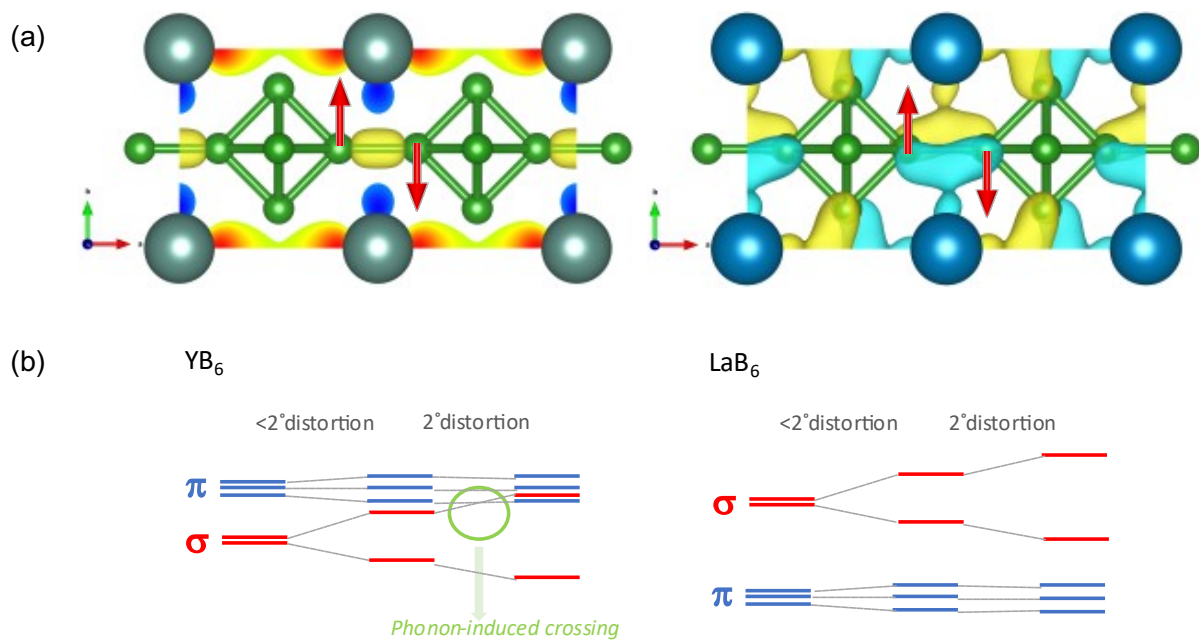 (a)
(b)
YB₆
LaB₆
<2°distortion 2°distortion
<2°distortion 2°distortion
π
σ
σ
π
Phonon-induced crossing